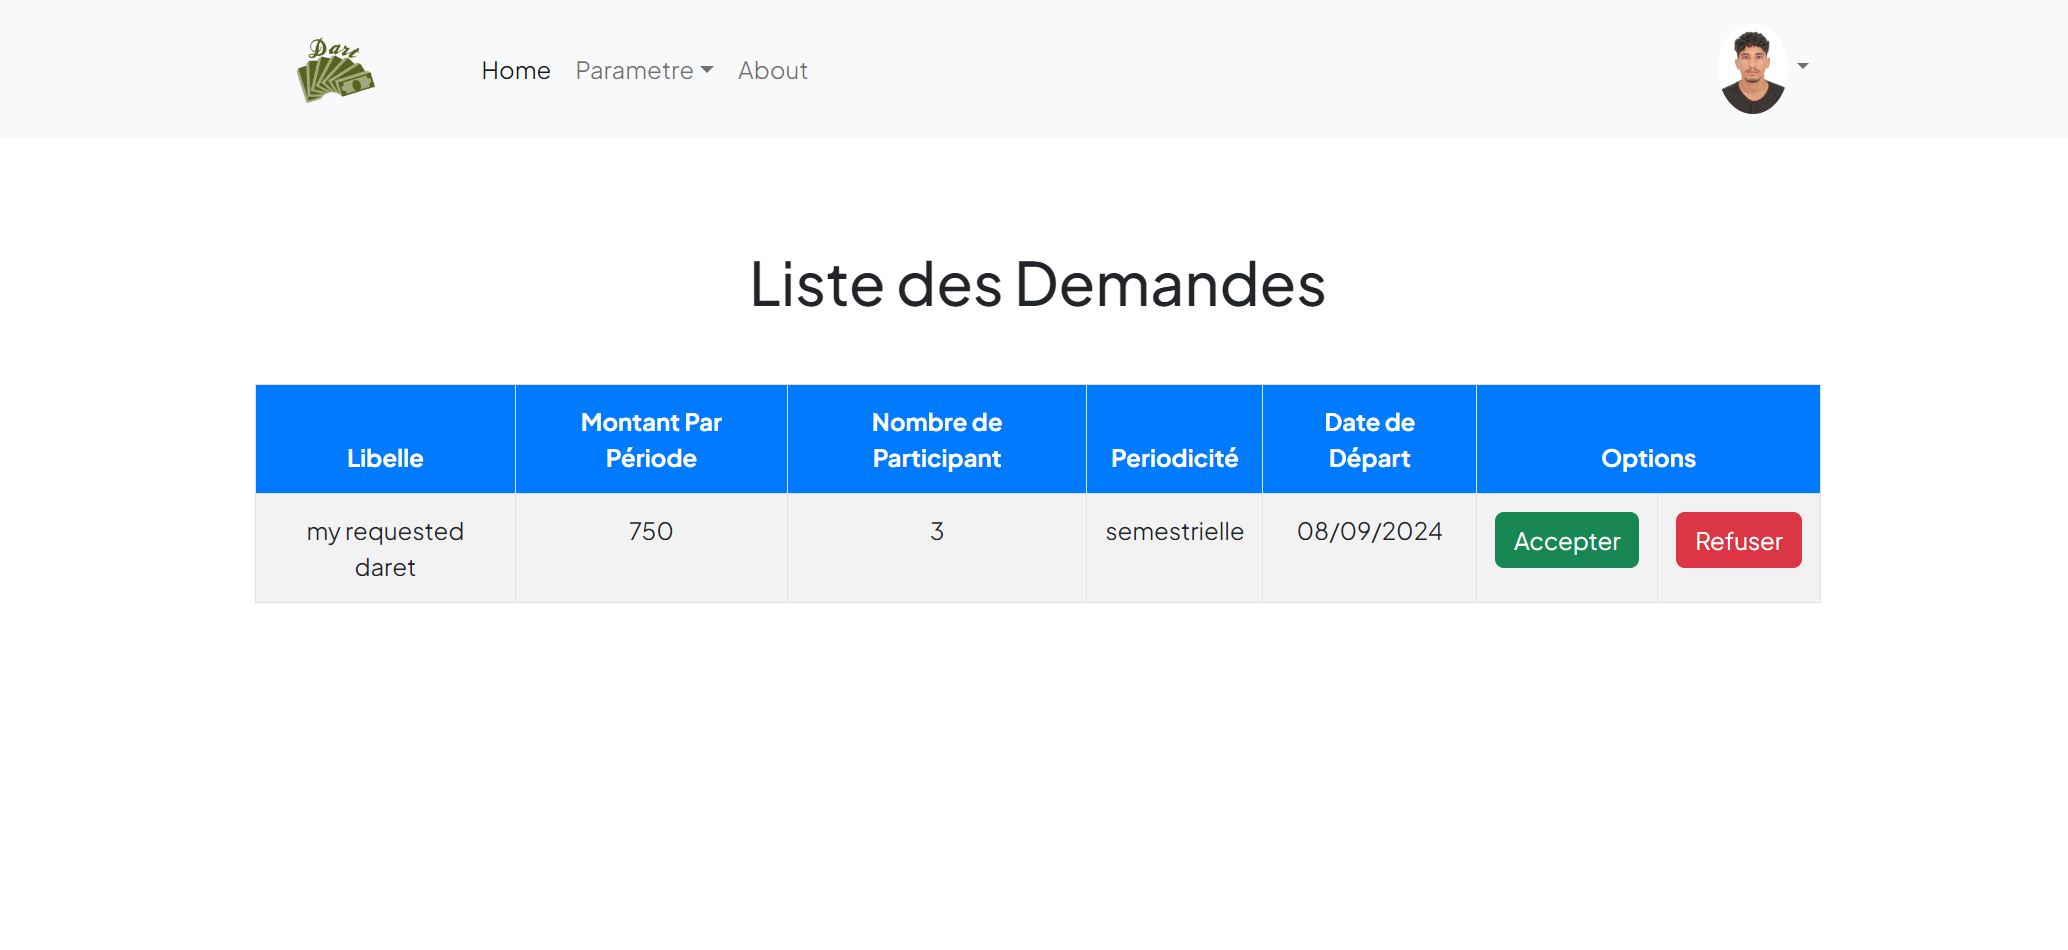 Dart
Home Parametre About
Liste des Demandes
Libelle
Montant Par
Période
Nombre de
Participant
Periodicité
Date de
Départ
Options
my requested
daret
750
3
semestrielle
08/09/2024
Accepter
Refuser